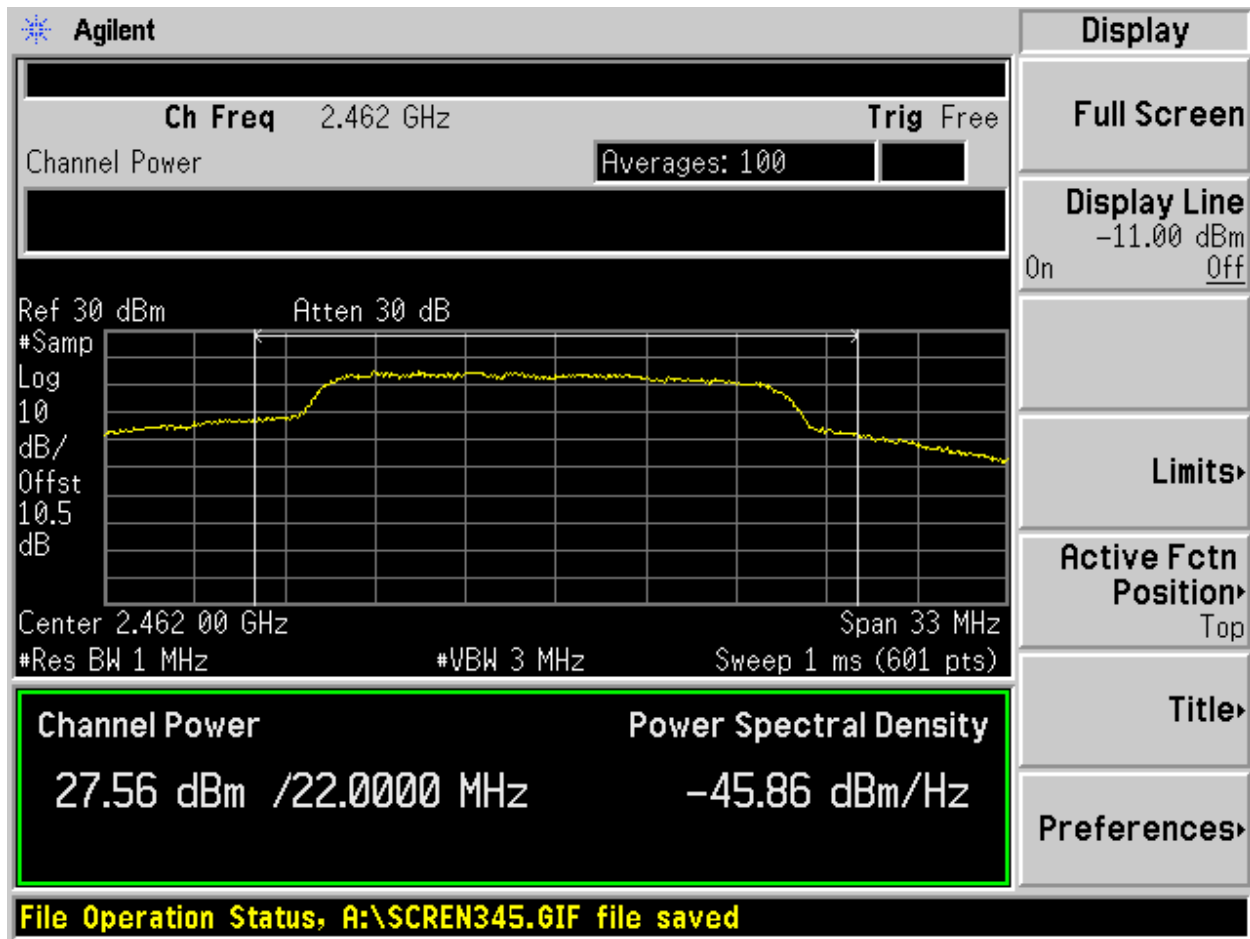 Agilent
Ch Freq 2.462 GHz Trig Free
Channel Power Averages: 100
Ref 30 dBm Atten 30 dB
#Samp
Log
10
dB/
Offst
10.5
dB
Center 2.462 00 GHz Span 33 MHz
#Res BW 1 MHz #VBW 3 MHz Sweep 1 ms (601 pts)
Channel Power Power Spectral Density
27.56 dBm /22.0000 MHz -45.86 dBm/Hz
File Operation Status, A:\SCREN345.GIF file saved
Display
Full Screen
Display Line
-11.00 dBm
On Off
Limits
Active Fctn
Position
Top
Title
Preferences